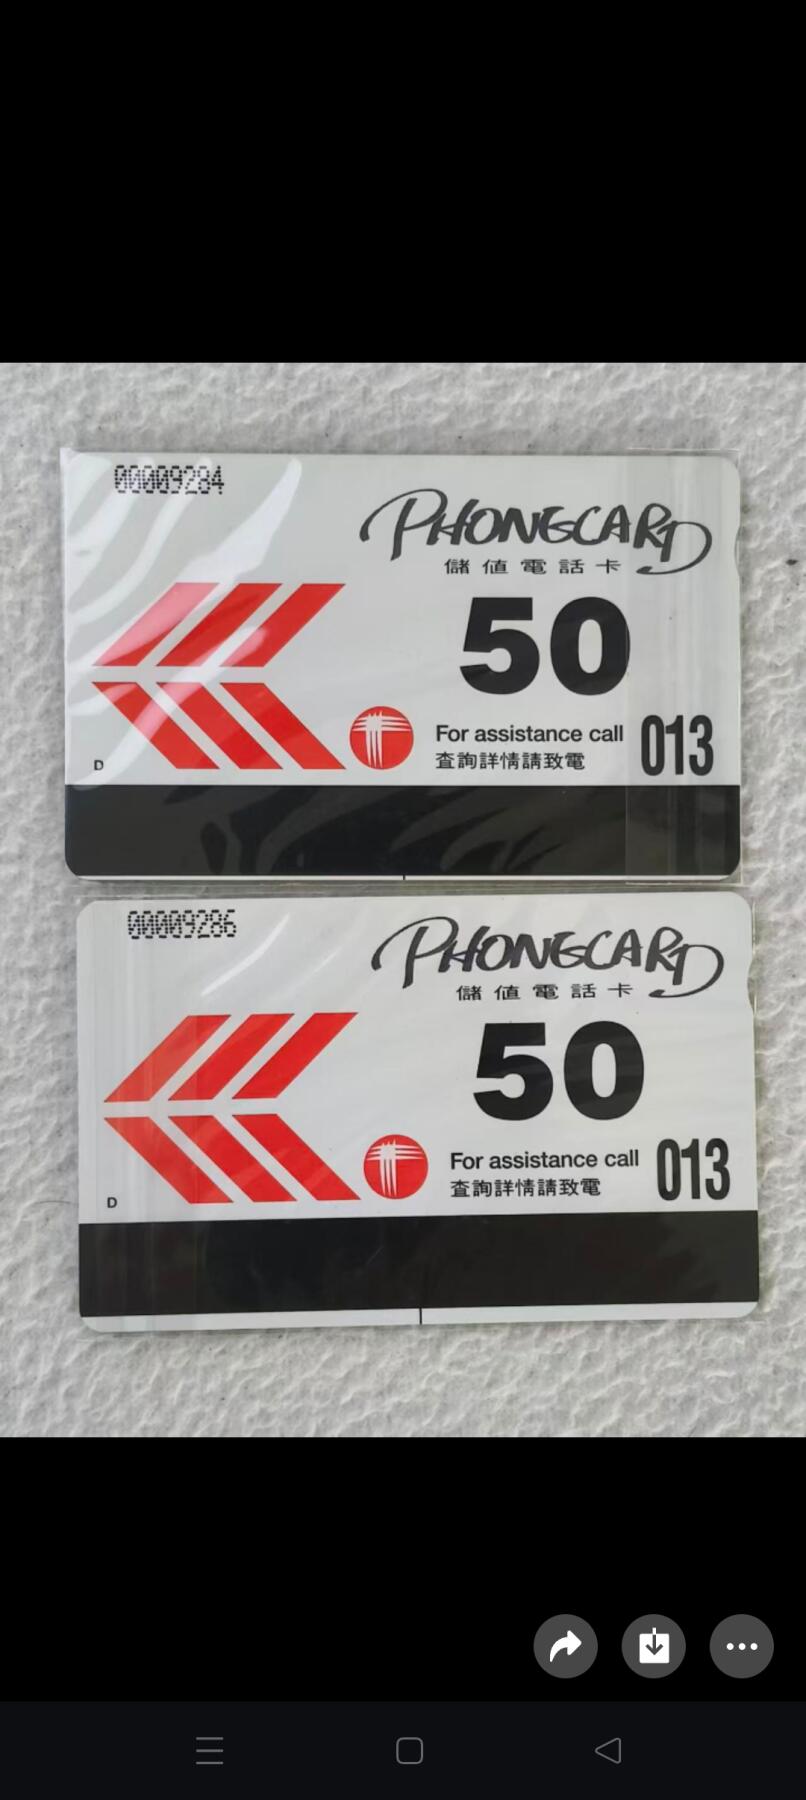 00009284
PHONECARD
儲值電話卡
50
For assistance call 013
查詢詳情請致電
D
00009286
PHONECARD
儲值電話卡
50
For assistance call 013
查詢詳情請致電
D